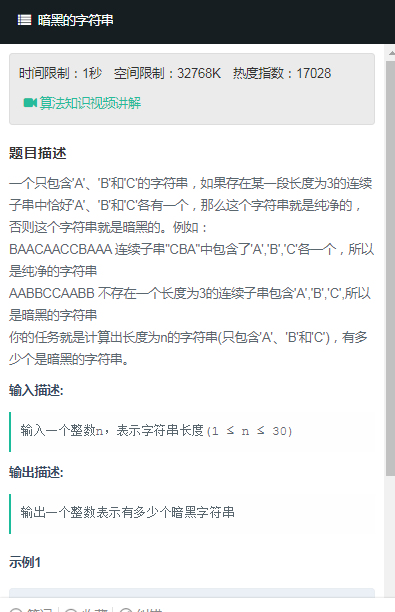 暗黑的字符串
时间限制：1秒 空间限制：32768K 热度指数：17028
算法知识视频讲解
题目描述
一个只包含'A'、'B'和'C'的字符串，如果存在某一段长度为3的连续
子串中恰好'A'、'B'和'C'各有一个，那么这个字符串就是纯净的，
否则这个字符串就是暗黑的。例如：
BAACAACCBAAA 连续子串"CBA"中包含了'A','B','C'各一个，所以
是纯净的字符串
AABBCCAABB 不存在一个长度为3的连续子串包含'A','B','C',所以
是暗黑的字符串
你的任务就是计算出长度为n的字符串(只包含'A'、'B'和'C')，有多
少个是暗黑的字符串。
输入描述:
输入一个整数n，表示字符串长度(1 ≤ n ≤ 30)
输出描述:
输出一个整数表示有多少个暗黑字符串
示例1